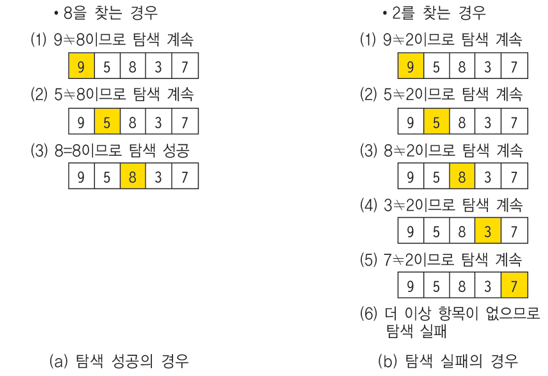 • 8을 찾는 경우
(1) 9≠8이므로 탐색 계속
9 5 8 3 7
(2) 5≠8이므로 탐색 계속
9 5 8 3 7
(3) 8=8이므로 탐색 성공
9 5 8 3 7
(a) 탐색 성공의 경우
• 2를 찾는 경우
(1) 9≠2이므로 탐색 계속
9 5 8 3 7
(2) 5≠2이므로 탐색 계속
9 5 8 3 7
(3) 8≠2이므로 탐색 계속
9 5 8 3 7
(4) 3≠2이므로 탐색 계속
9 5 8 3 7
(5) 7≠2이므로 탐색 계속
9 5 8 3 7
(6) 더 이상 항목이 없으므로
탐색 실패
(b) 탐색 실패의 경우